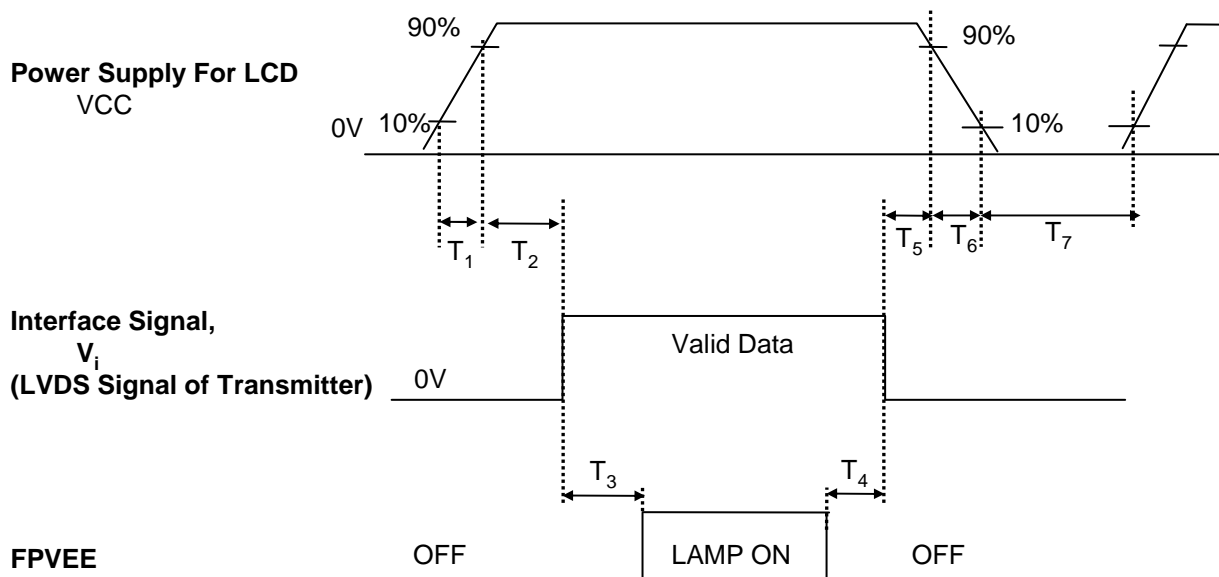 90%
90%
Power Supply For LCD
VCC
0V
10%
10%
T1
T2
T5
T6
T7
Interface Signal,
Vi
(LVDS Signal of Transmitter)
0V
Valid Data
T3
T4
FPVEE
OFF
LAMP ON
OFF